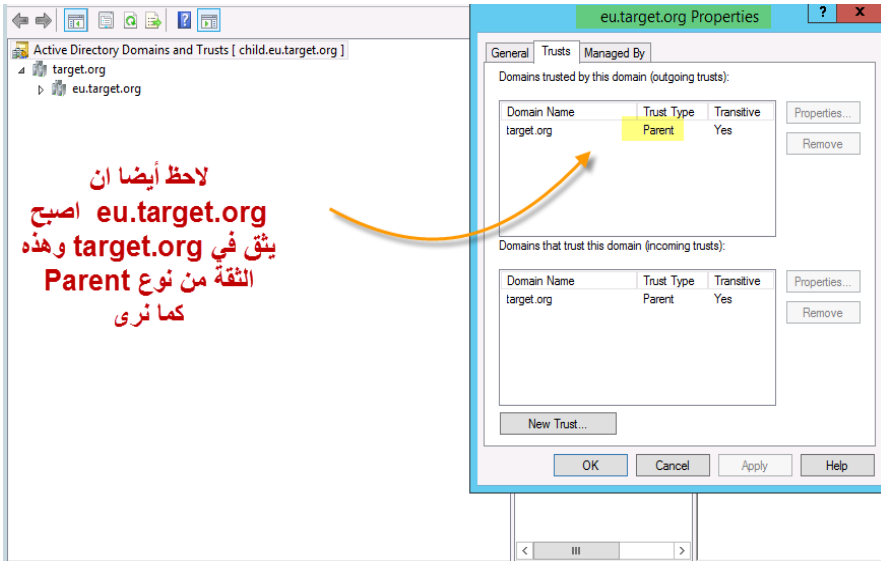 Active Directory Domains and Trusts [ child.eu.target.org ]
target.org
eu.target.org
لاحظ أيضا ان
eu.target.org اصبح
يثق في target.org وهذه
الثقة من نوع Parent
كما نرى
eu.target.org Properties
? x
General Trusts Managed By
Domains trusted by this domain (outgoing trusts):
Domain Name Trust Type Transitive
target.org Parent Yes
Properties...
Remove
Domains that trust this domain (incoming trusts):
Domain Name Trust Type Transitive
target.org Parent Yes
Properties...
Remove
New Trust...
OK Cancel Apply Help